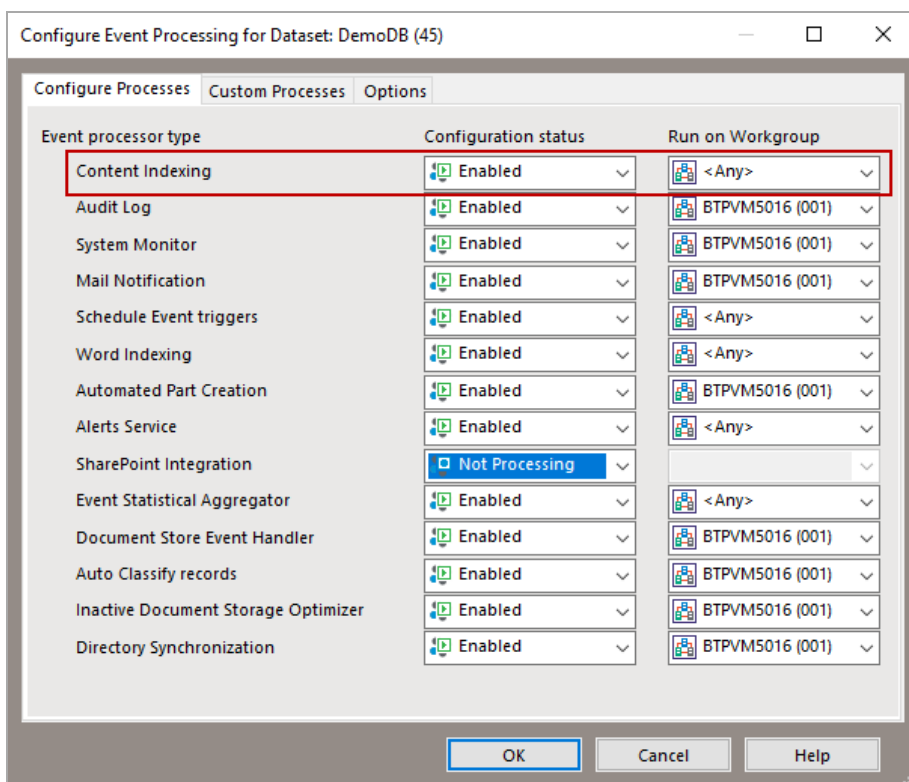 Configure Event Processing for Dataset: DemoDB (45)
Configure Processes Custom Processes Options
Event processor type Configuration status Run on Workgroup
Content Indexing Enabled <Any>
Audit Log Enabled BTPVM5016 (001)
System Monitor Enabled BTPVM5016 (001)
Mail Notification Enabled BTPVM5016 (001)
Schedule Event triggers Enabled <Any>
Word Indexing Enabled <Any>
Automated Part Creation Enabled BTPVM5016 (001)
Alerts Service Enabled <Any>
SharePoint Integration Not Processing
Event Statistical Aggregator Enabled <Any>
Document Store Event Handler Enabled BTPVM5016 (001)
Auto Classify records Enabled BTPVM5016 (001)
Inactive Document Storage Optimizer Enabled BTPVM5016 (001)
Directory Synchronization Enabled BTPVM5016 (001)
OK Cancel Help